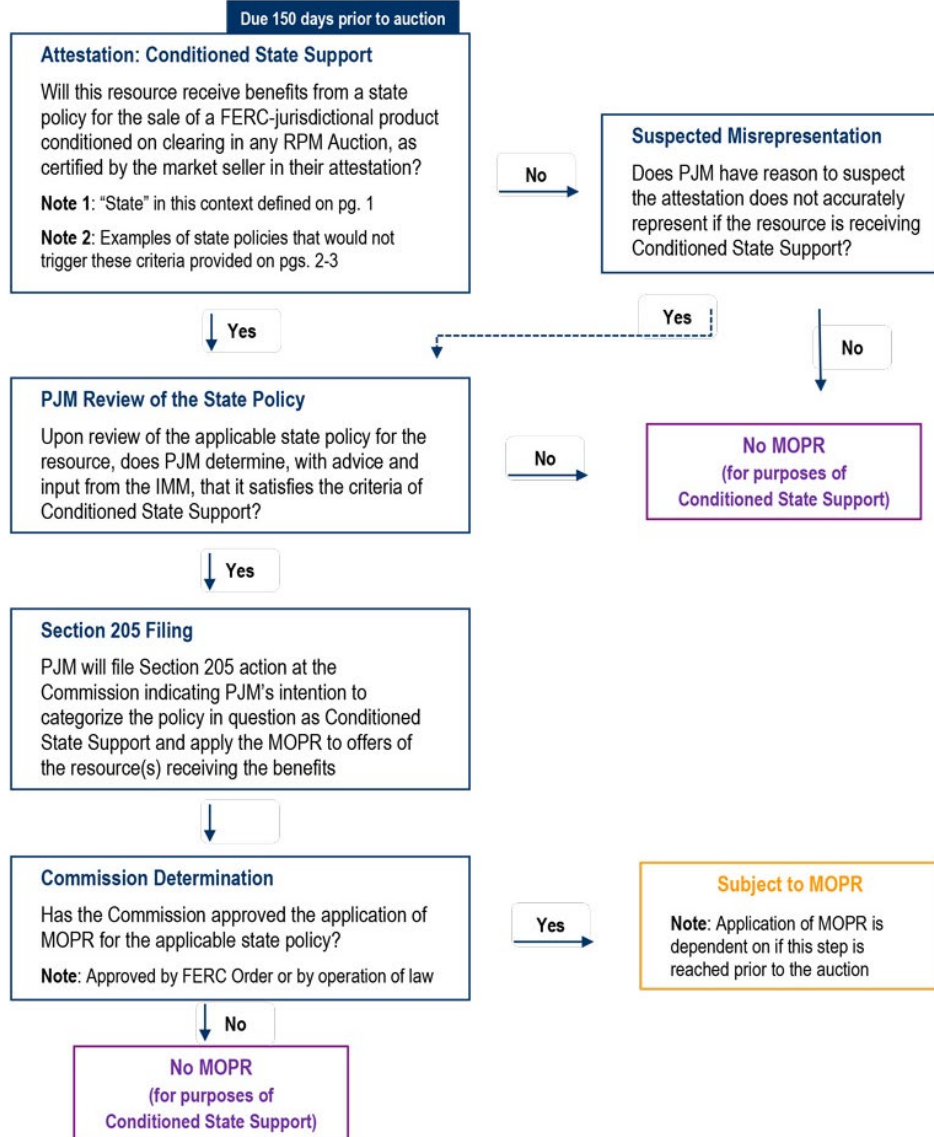 Due 150 days prior to auction
Attestation: Conditioned State Support
Will this resource receive benefits from a state
policy for the sale of a FERC-jurisdictional product
conditioned on clearing in any RPM Auction, as
certified by the market seller in their attestation?
Note 1: “State” in this context defined on pg. 1
Note 2: Examples of state policies that would not
trigger these criteria provided on pgs. 2-3
No
Suspected Misrepresentation
Does PJM have reason to suspect
the attestation does not accurately
represent if the resource is receiving
Conditioned State Support?
Yes
Yes
No
PJM Review of the State Policy
Upon review of the applicable state policy for the
resource, does PJM determine, with advice and
input from the IMM, that it satisfies the criteria of
Conditioned State Support?
No
No MOPR
(for purposes of
Conditioned State Support)
Yes
Section 205 Filing
PJM will file Section 205 action at the
Commission indicating PJM’s intention to
categorize the policy in question as Conditioned
State Support and apply the MOPR to offers of
the resource(s) receiving the benefits
Commission Determination
Has the Commission approved the application of
MOPR for the applicable state policy?
Note: Approved by FERC Order or by operation of law
Yes
Subject to MOPR
Note: Application of MOPR is
dependent on if this step is
reached prior to the auction
No
No MOPR
(for purposes of
Conditioned State Support)